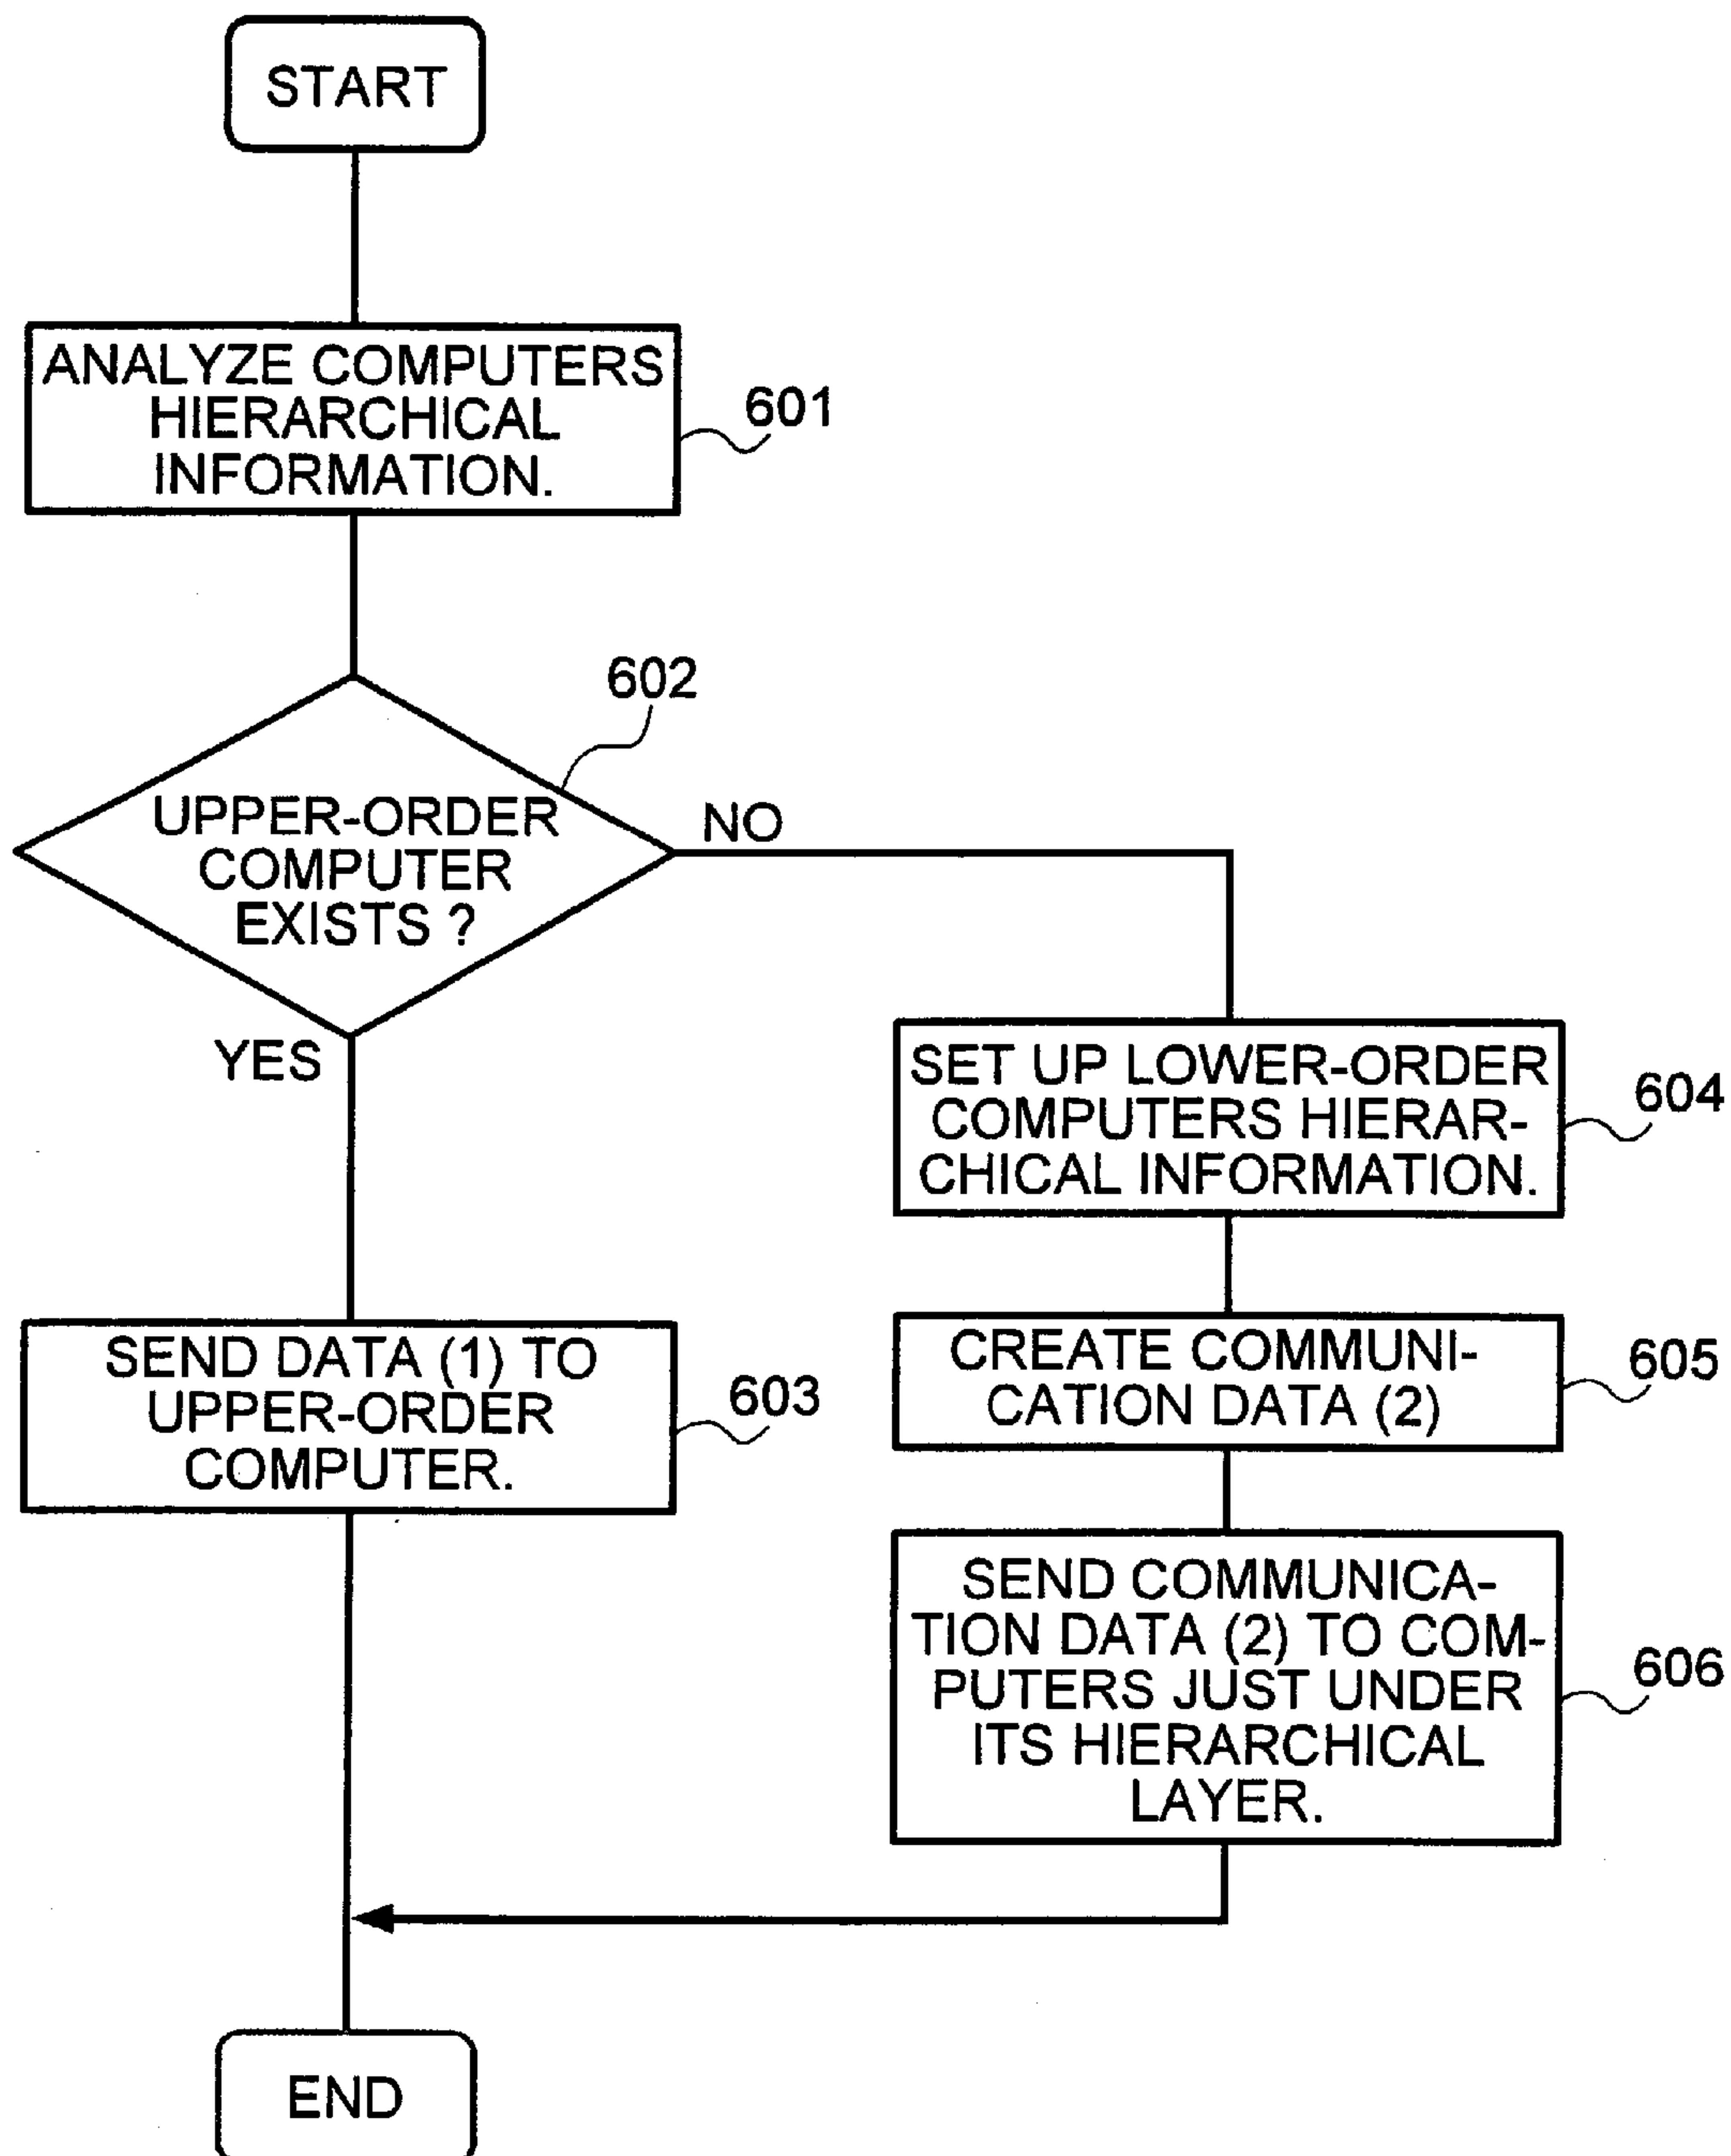 START
ANALYZE COMPUTERS
HIERARCHICAL
INFORMATION.
601
602
UPPER-ORDER
COMPUTER
EXISTS ?
NO
YES
SET UP LOWER-ORDER
COMPUTERS HIERAR-
CHICAL INFORMATION.
604
SEND DATA (1) TO
UPPER-ORDER
COMPUTER.
603
CREATE COMMUNI-
CATION DATA (2)
605
SEND COMMUNICA-
TION DATA (2) TO COM-
PUTERS JUST UNDER
ITS HIERARCHICAL
LAYER.
606
END